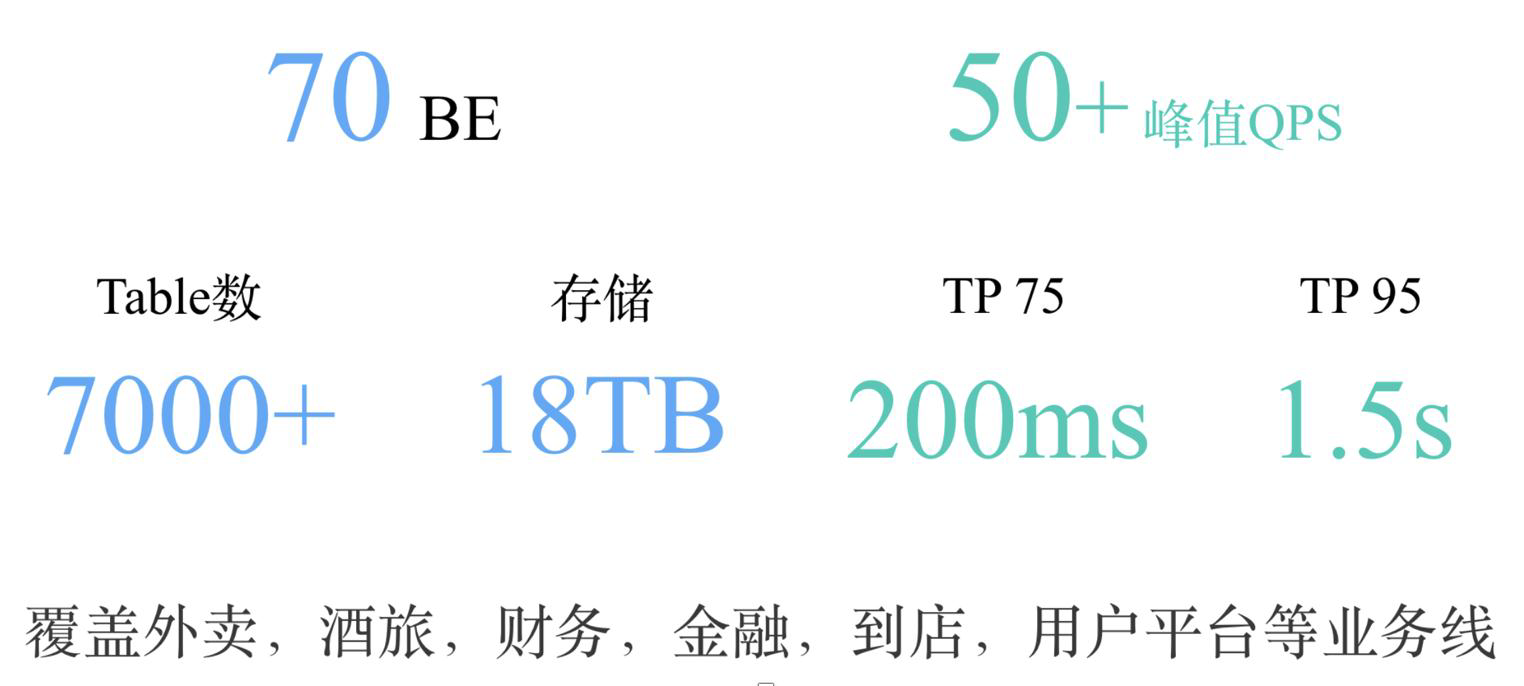 70 BE
50+ 峰值QPS
Table数
存储
TP 75
TP 95
7000+
18TB
200ms
1.5s
覆盖外卖，酒旅，财务，金融，到店，用户平台等业务线